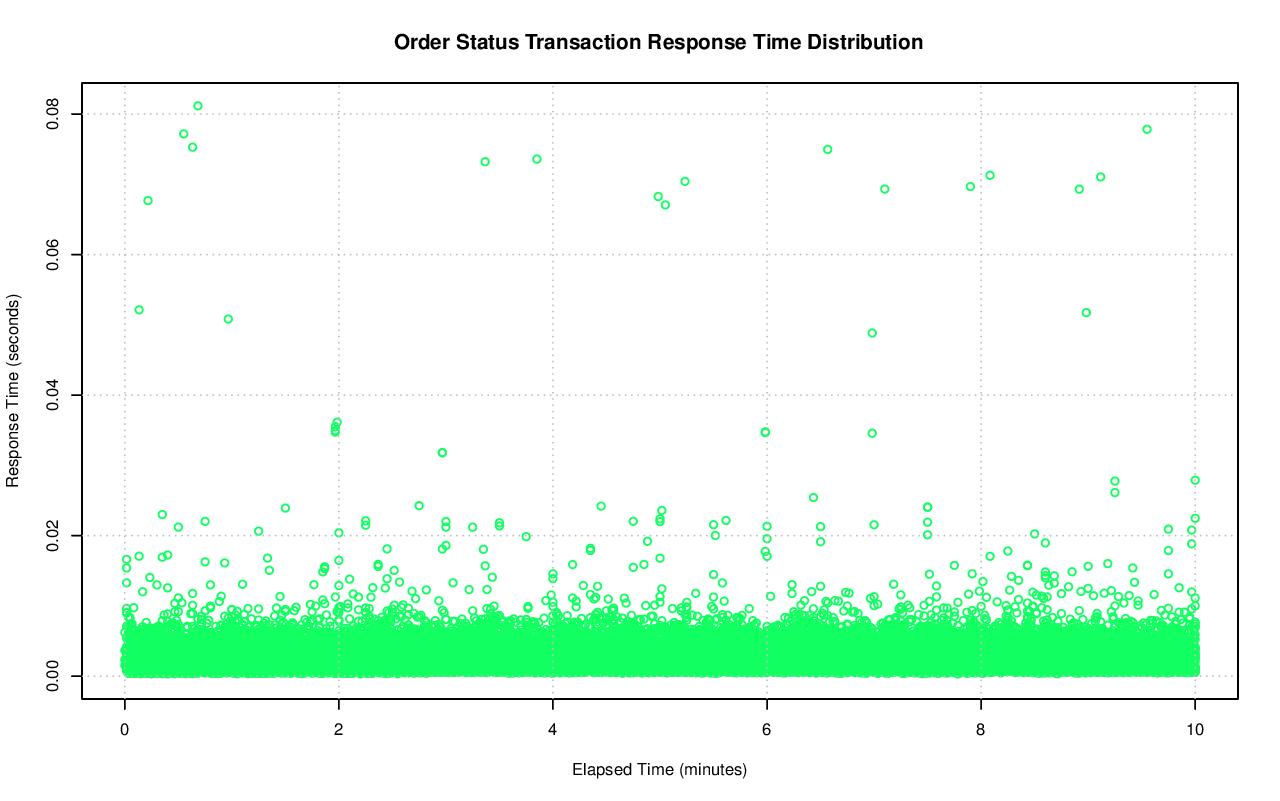 Order Status Transaction Response Time Distribution
Response Time (seconds)
0.08
0.06
0.04
0.02
0.00
0 2 4 6 8 10
Elapsed Time (minutes)